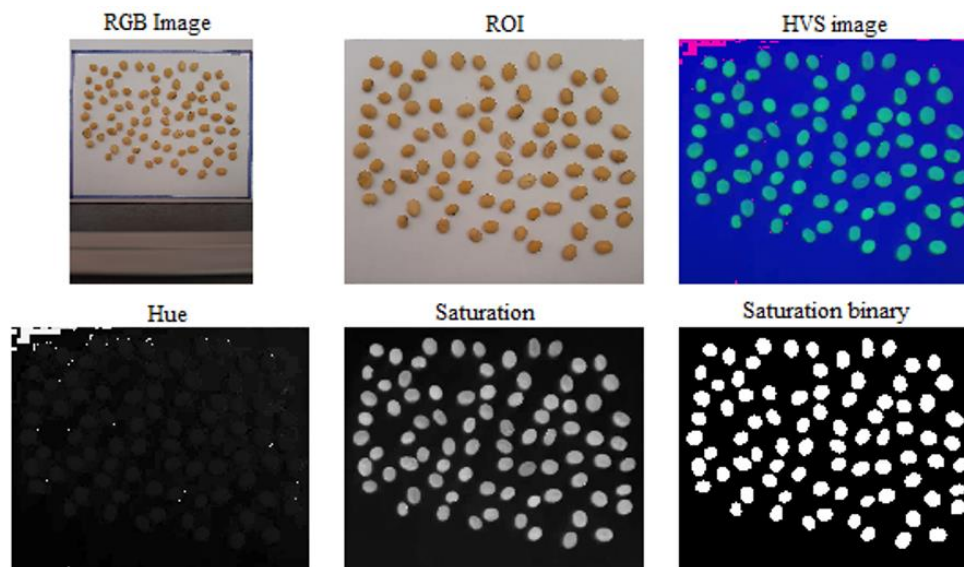 RGB Image
ROI
HVS image
Hue
Saturation
Saturation binary